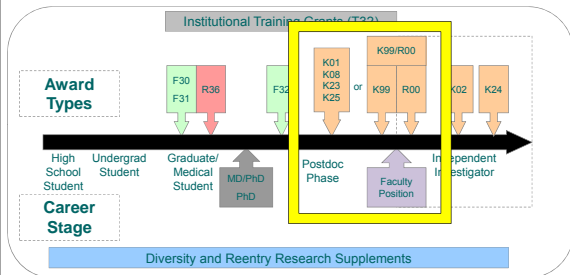 Institutional Training Grants (T32)
Award
Types
F30
F31
R36
F32
K01
K08
K23
K25
or
K99/R00
K99
R00
K02
K24
High
School
Student
Undergrad
Student
Graduate/
Medical
Student
MD/PhD
PhD
Postdoc
Phase
Faculty
Position
Independent
Investigator
Career
Stage
Diversity and Reentry Research Supplements